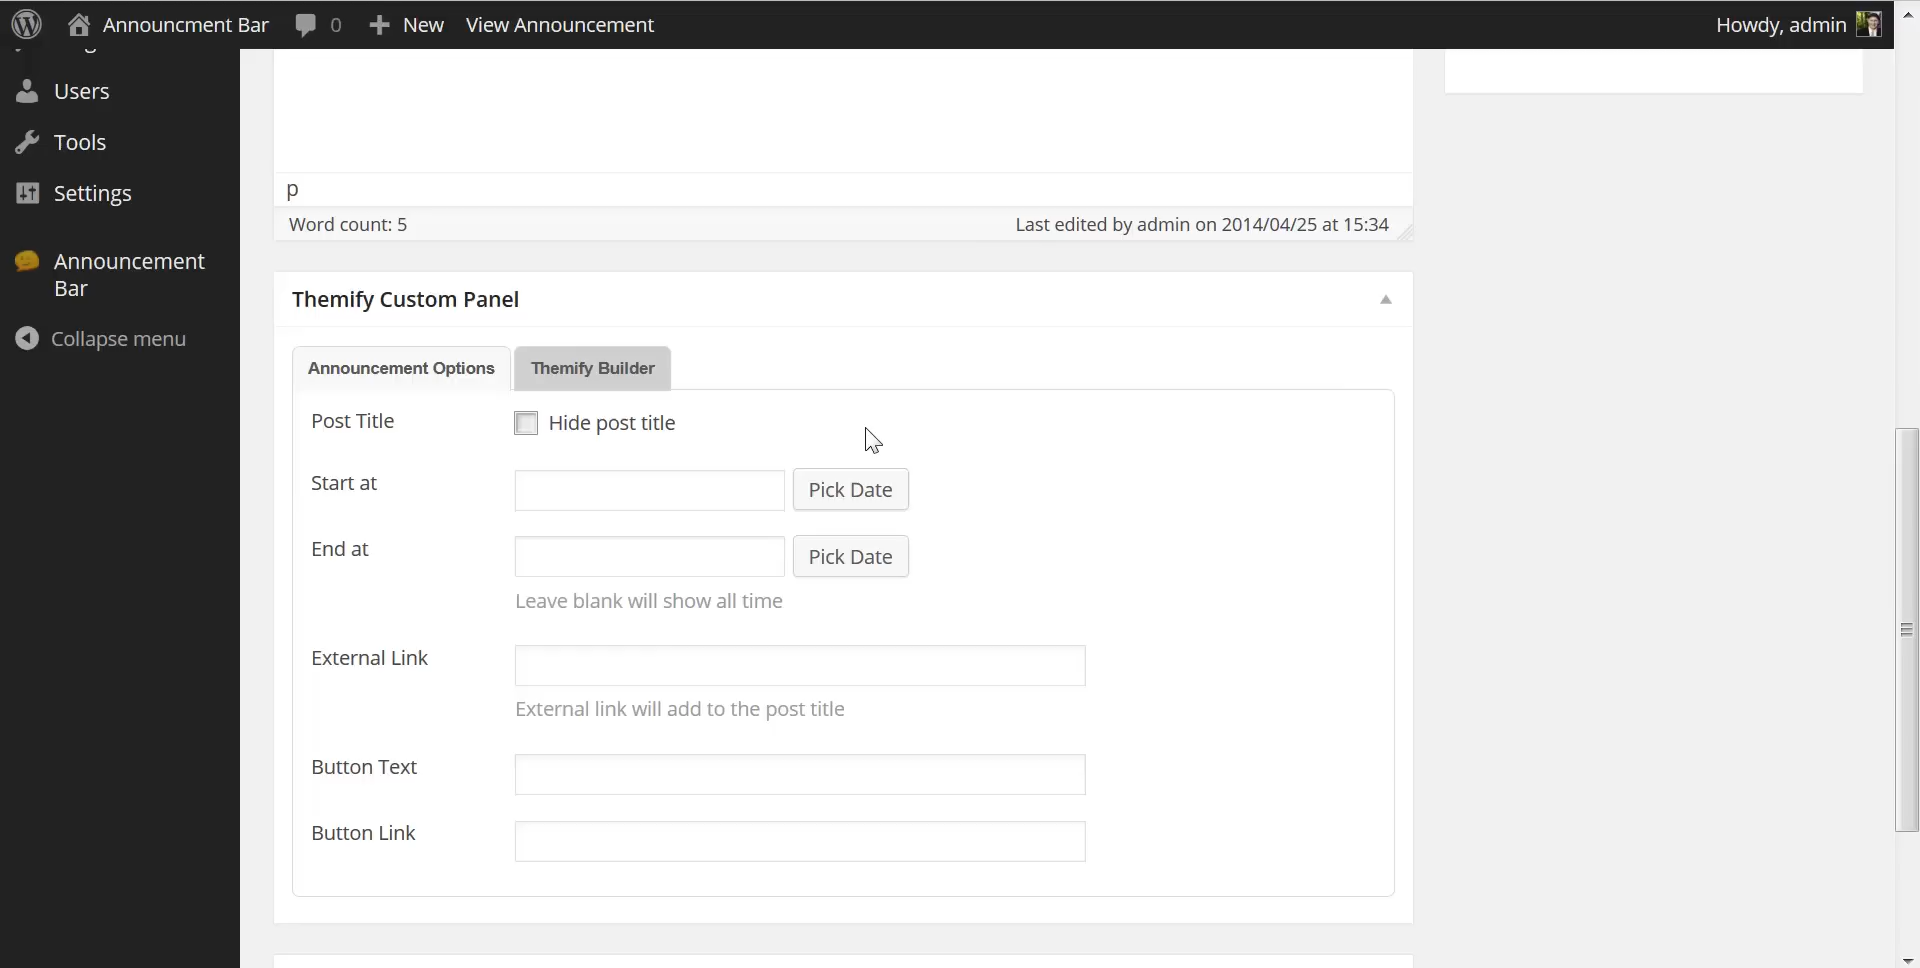 Announcment Bar
0
New
View Announcement
Howdy, admin
Users
Tools
Settings
Announcement
Bar
Collapse menu
p
Word count: 5
Last edited by admin on 2014/04/25 at 15:34
Themify Custom Panel
Announcement Options
Themify Builder
Post Title
Hide post title
Start at
Pick Date
End at
Pick Date
Leave blank will show all time
External Link
External link will add to the post title
Button Text
Button Link